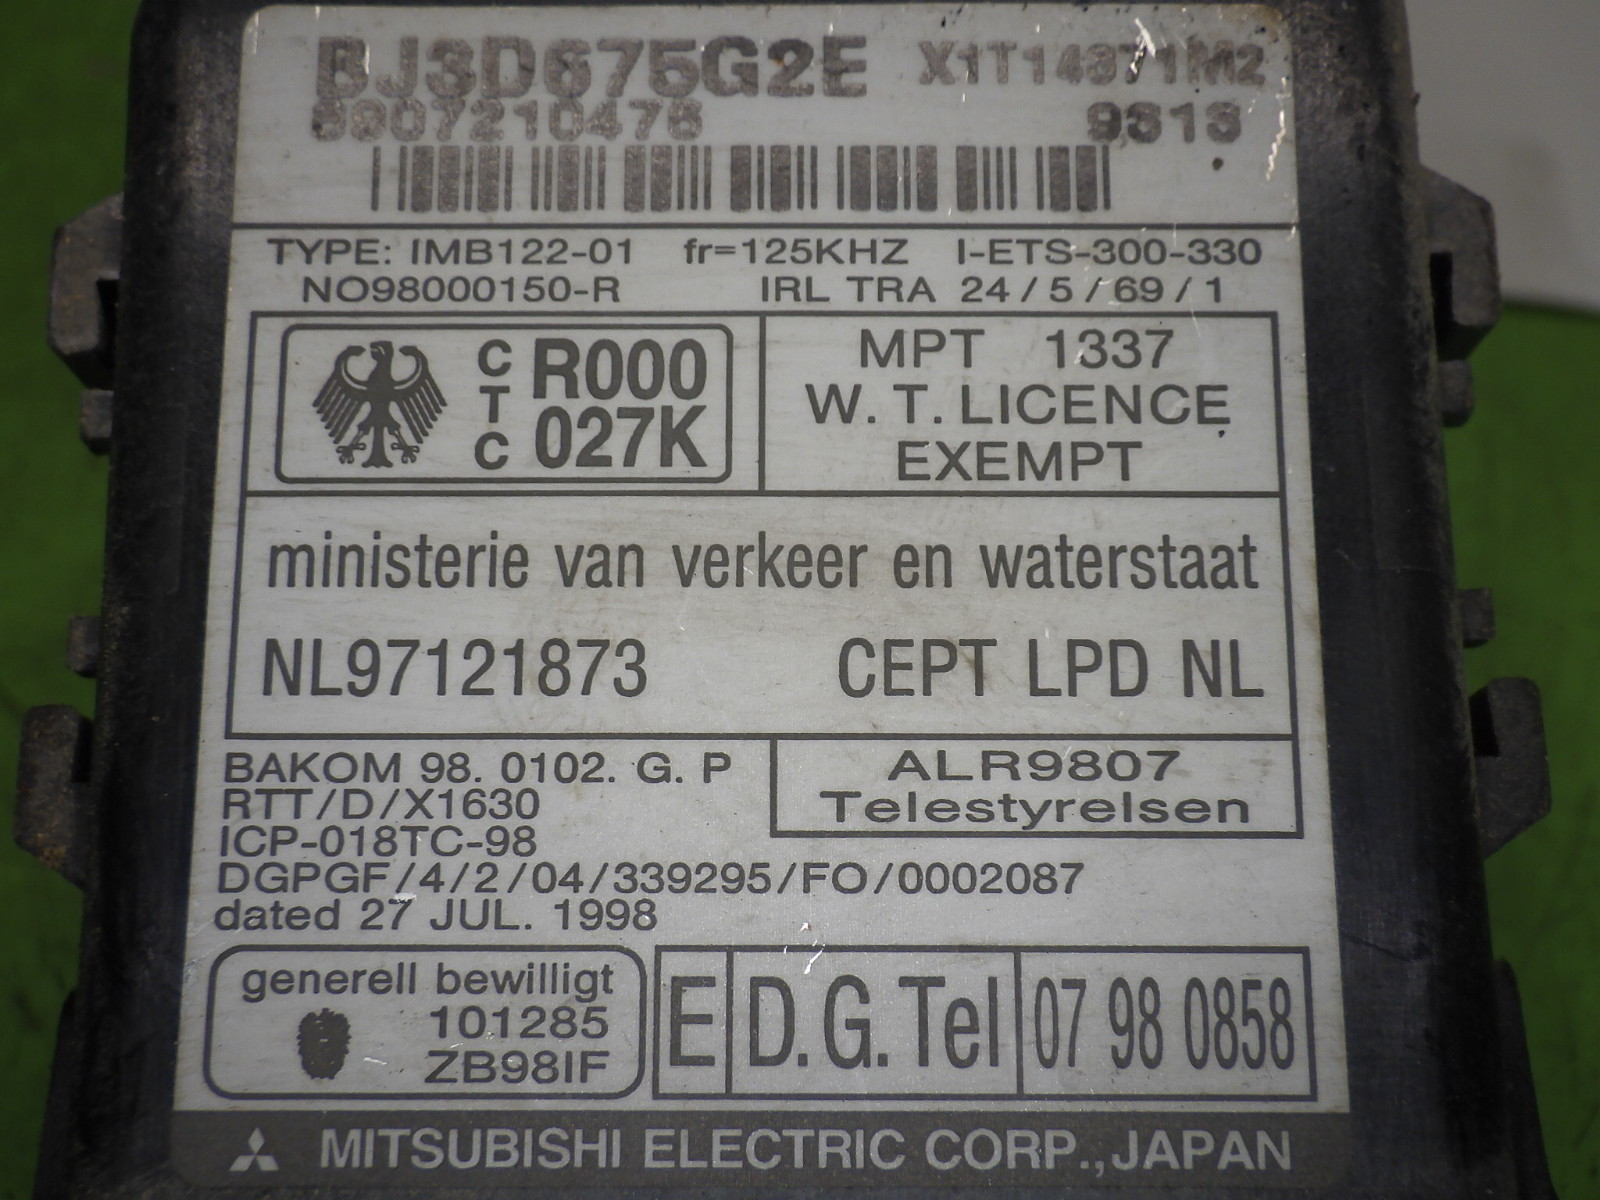 BJ3D675G2E X1T14371M2
9313
TYPE: IMB122-01 fr=125KHZ I-ETS-300-330
NO98000150-R IRL TRA 24/5/69/1
CTC R000
027K
MPT 1337
W. T. LICENCE
EXEMPT
ministerie van verkeer en waterstaat
NL97121873 CEPT LPD NL
BAKOM 98. 0102. G. P
RTT/D/X1630
ICP-018TC-98
DGPGF/4/2/04/339295/FO/0002087
dated 27 JUL. 1998
ALR9807
Telestyrelsen
generell bewilligt
101285
ZB98IF
E D.G.Tel 07 98 0858
MITSUBISHI ELECTRIC CORP.,JAPAN